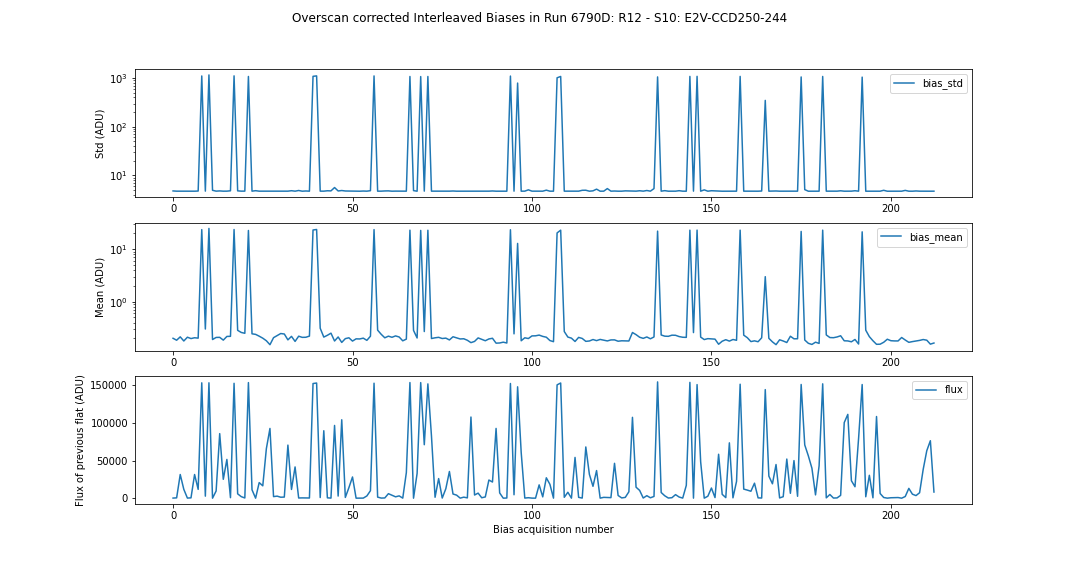 Overscan corrected Interleaved Biases in Run 6790D: R12 - S10: E2V-CCD250-244
10³
10²
10¹
Std (ADU)
bias_std
0 50 100 150 200
10¹
10⁰
Mean (ADU)
bias_mean
0 50 100 150 200
150000
100000
50000
0
Flux of previous flat (ADU)
flux
0 50 100 150 200
Bias acquisition number